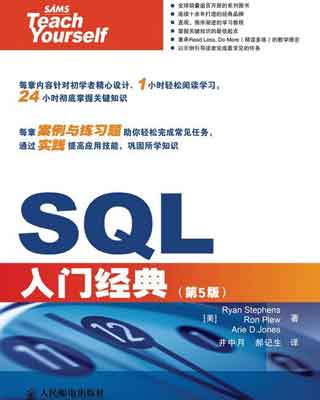 SAMS
Teach
Yourself
■ 全球销量逾百万册的系列图书
■ 连续十余年打造的经典品牌
■ 直观、循序渐进的学习教程
■ 掌握关键知识的最佳起点
■ 秉承Read Less, Do More（精读多练）的教学理念
■ 以示例引导读者完成最常见的任务
每章内容针对初学者精心设计，1小时轻松阅读学习，
24小时彻底掌握关键知识
每章案例与练习题助你轻松完成常见任务，
通过实践提高应用技能，巩固所学知识
SQL
入门经典（第5版）
Ryan Stephens
[美] Ron Plew 著
Arie D.Jones
井中月 郝记生 译
12
人民邮电出版社